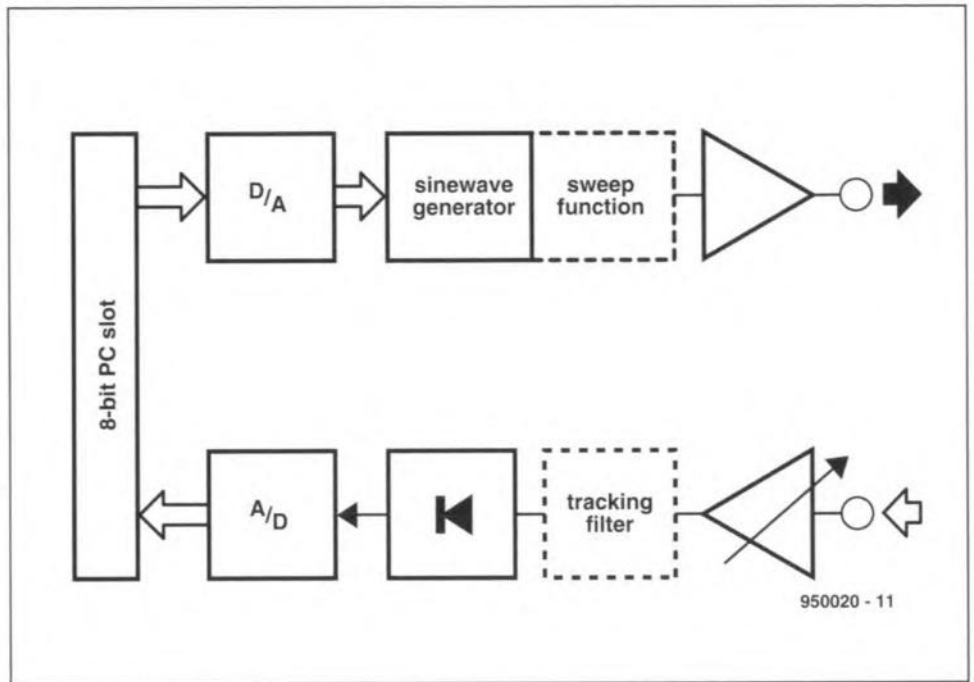 8-bit PC slot
D/A
sinewave
generator
sweep
function
A/D
tracking
filter
950020 - 11